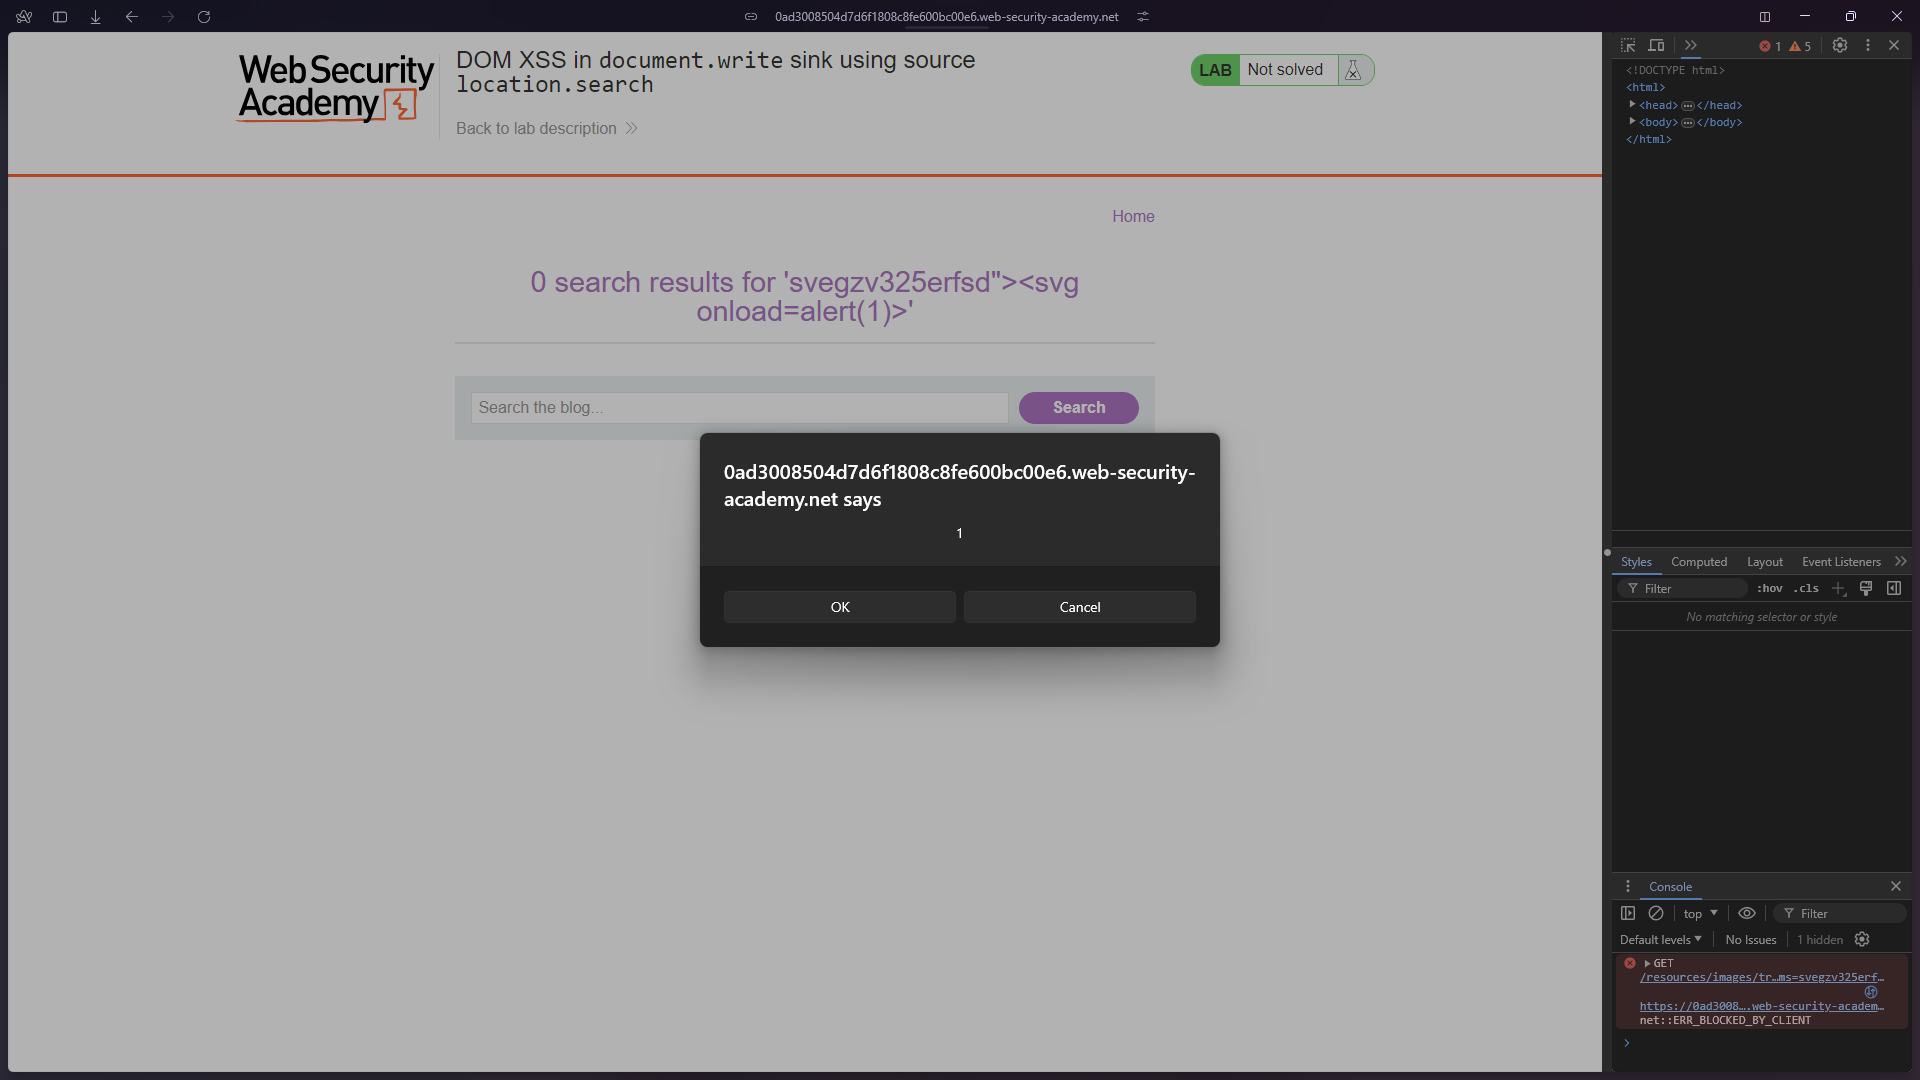 0ad3008504d7d6f1808c8fe600bc00e6.web-security-academy.net
Web Security
Academy
DOM XSS in document.write sink using source
location.search
Back to lab description
LAB
Not solved
Home
0 search results for 'svegzv325erfsd"><svg
onload=alert(1)>'
Search the blog...
Search
0ad3008504d7d6f1808c8fe600bc00e6.web-security-
academy.net says
1
OK
Cancel
1
5
<!DOCTYPE html>
<html>
<head> … </head>
<body> … </body>
</html>
Styles
Computed
Layout
Event Listeners
Filter
:hov
.cls
No matching selector or style
Console
top
Filter
Default levels
No Issues
1 hidden
GET
/resources/images/tr…ms=svegzv325erf…
https://0ad3008….web-security-academ…
net::ERR_BLOCKED_BY_CLIENT